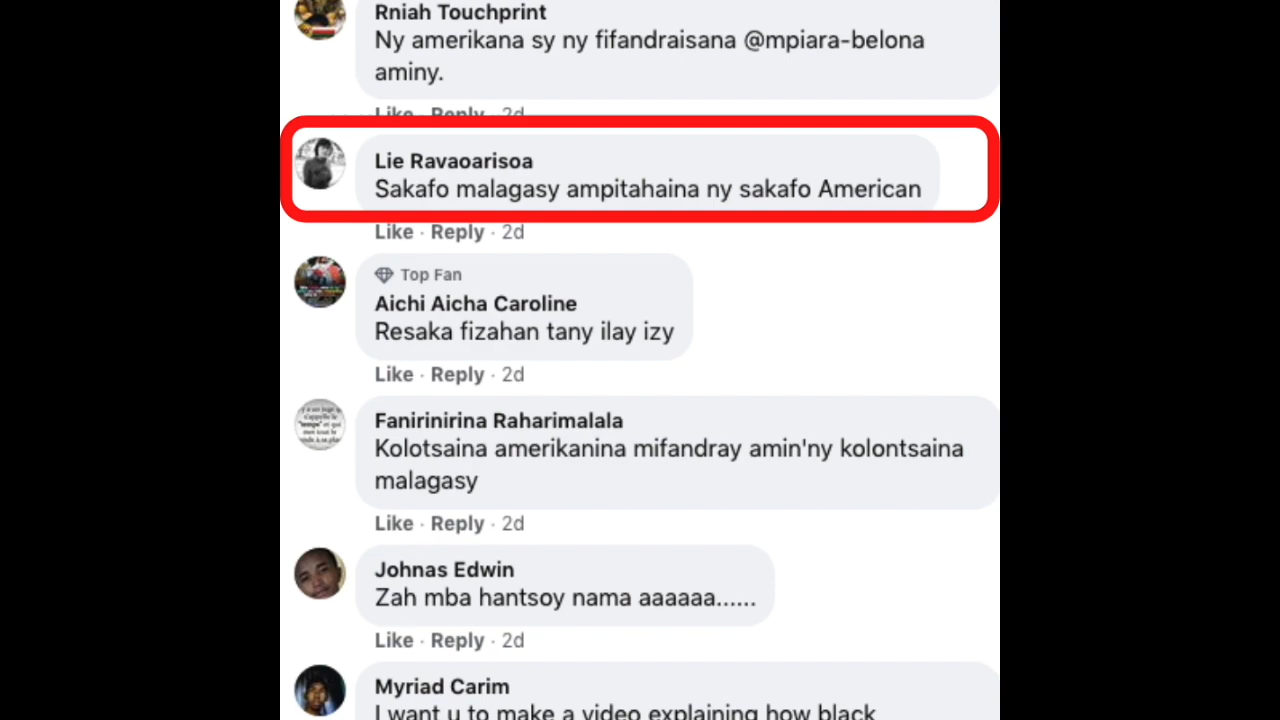 Rniah Touchprint
Ny amerikana sy ny fifandraisana @mpiara-belona
aminy.
Like · Reply · 2d
Lie Ravaoarisoa
Sakafo malagasy ampitahaina ny sakafo American
Like · Reply · 2d
Top Fan
Aichi Aicha Caroline
Resaka fizahan tany ilay izy
Like · Reply · 2d
Fanirinirina Raharimalala
Kolotsaina amerikanina mifandray amin'ny kolontsaina
malagasy
Like · Reply · 2d
Johnas Edwin
Zah mba hantsoy nama aaaaaa......
Like · Reply · 2d
Myriad Carim
I want u to make a video explaining how black